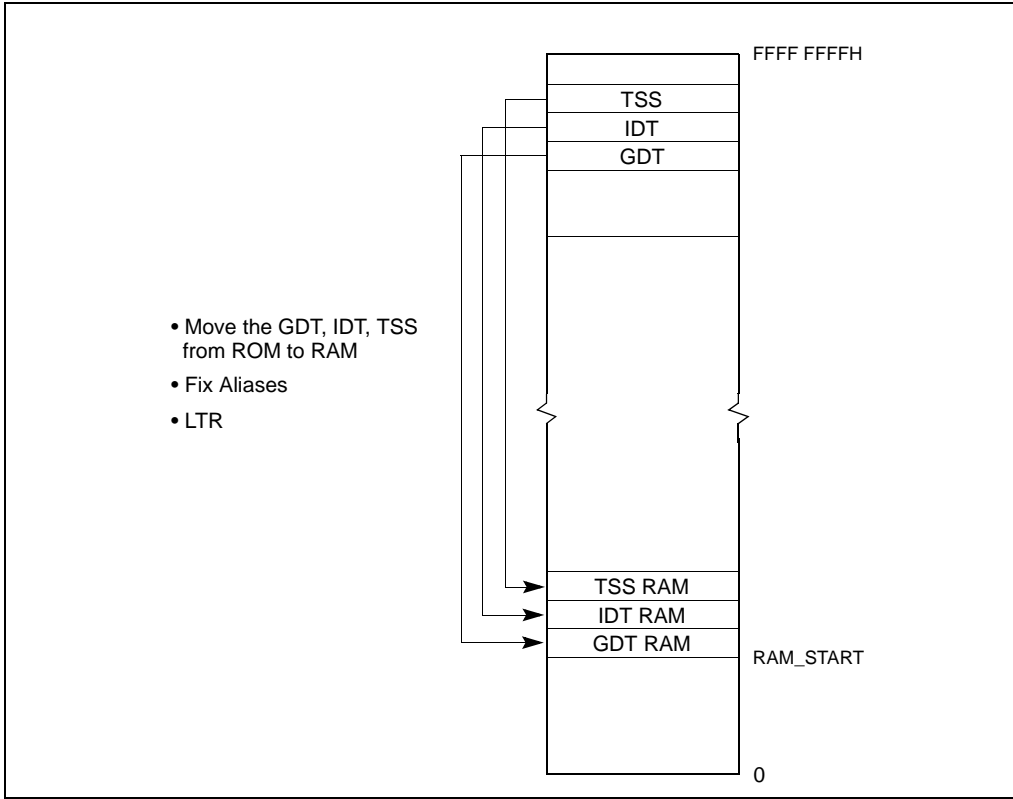 FFFF FFFFH
TSS
IDT
GDT
• Move the GDT, IDT, TSS
from ROM to RAM
• Fix Aliases
• LTR
TSS RAM
IDT RAM
GDT RAM
RAM_START
0